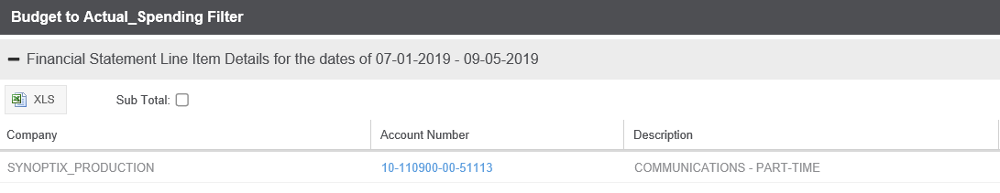 Budget to Actual_Spending Filter
Financial Statement Line Item Details for the dates of 07-01-2019 - 09-05-2019
XLS Sub Total:
Company Account Number Description
SYNOPTIX_PRODUCTION 10-110900-00-51113 COMMUNICATIONS - PART-TIME